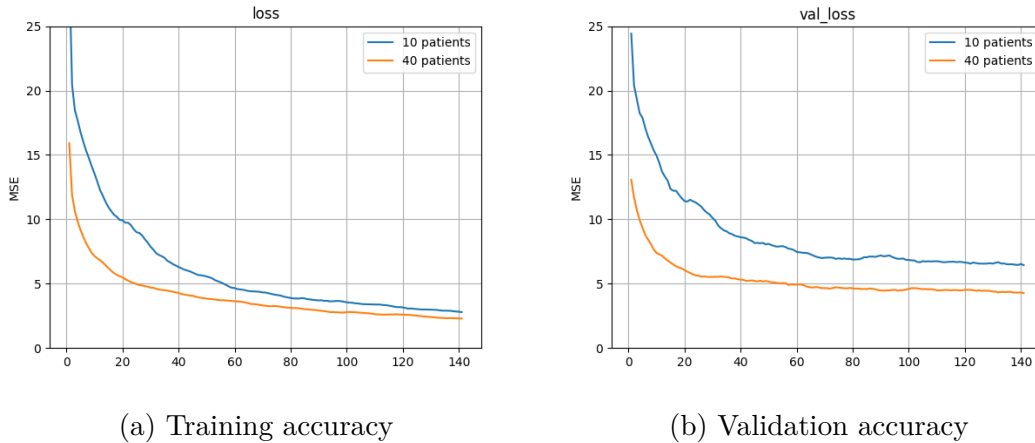 loss
25
20
15
10
5
0
MSE
10 patients
40 patients
0 20 40 60 80 100 120 140
(a) Training accuracy
val_loss
25
20
15
10
5
0
MSE
10 patients
40 patients
0 20 40 60 80 100 120 140
(b) Validation accuracy